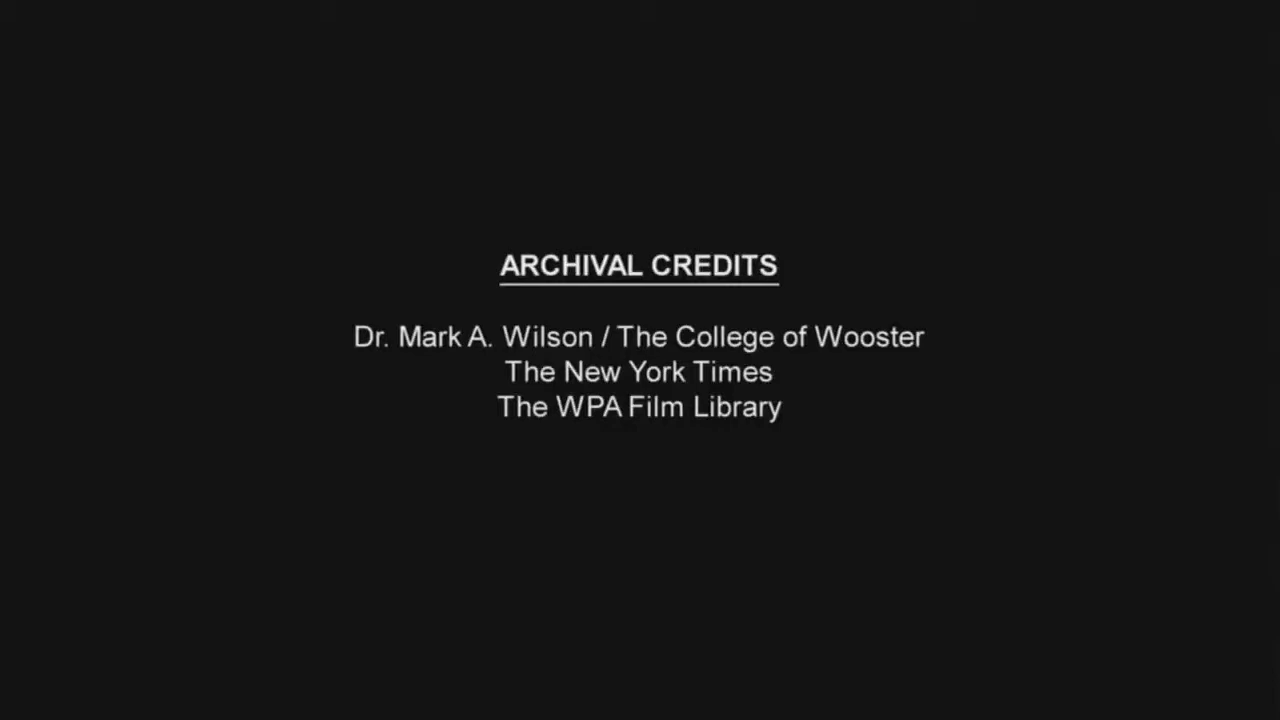 ARCHIVAL CREDITS
Dr. Mark A. Wilson / The College of Wooster
The New York Times
The WPA Film Library